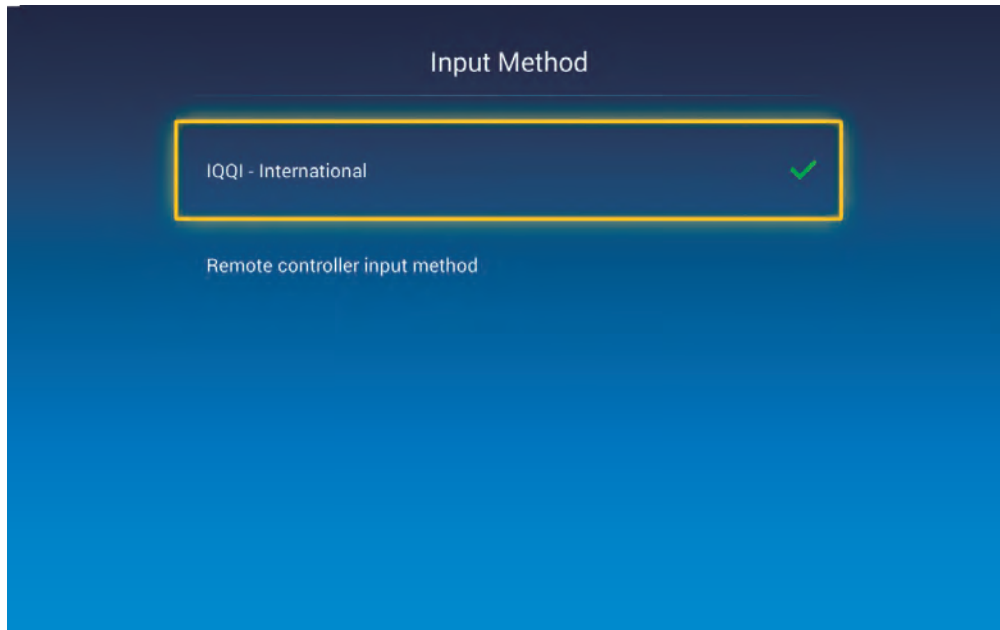 Input Method
IQQI - International
Remote controller input method